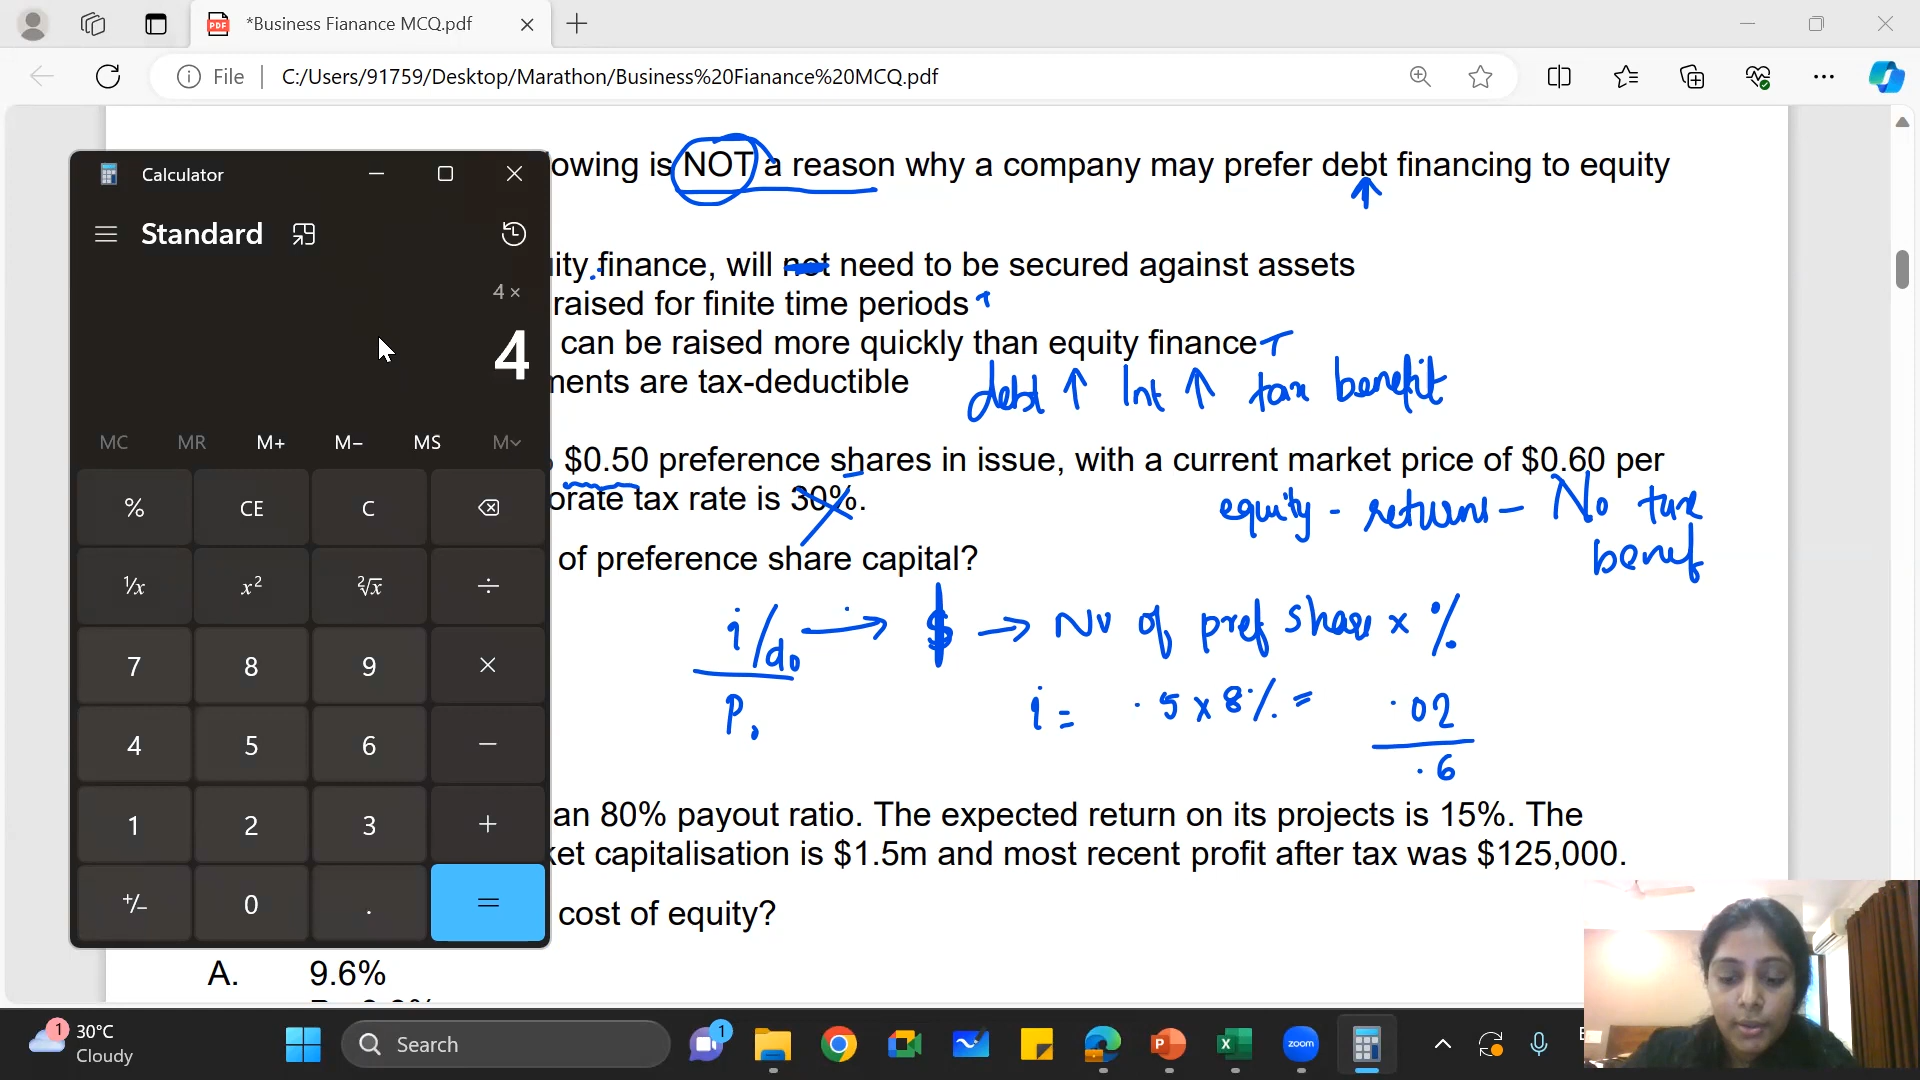 *Business Fianance MCQ.pdf
File
C:/Users/91759/Desktop/Marathon/Business%20Fianance%20MCQ.pdf
owing is NOT a reason why a company may prefer debt financing to equity
ity finance, will not need to be secured against assets
raised for finite time periods
can be raised more quickly than equity finance
ments are tax-deductible
debt ↑ Int ↑ tax benefit
$0.50 preference shares in issue, with a current market price of $0.60 per
orate tax rate is 30%.
equity - returns - No tax
benef
of preference share capital?
i/d₀ → $ → NV of pref share x %
P₀
i = .5 x 8% = .02
.6
an 80% payout ratio. The expected return on its projects is 15%. The
ket capitalisation is $1.5m and most recent profit after tax was $125,000.
cost of equity?
A. 9.6%
Calculator
Standard
4 ×
4
MC MR M+ M− MS M˅
% CE C
¹/x x² ²√x ÷
7 8 9 ×
4 5 6 −
1 2 3 +
+/− 0 . =
1
30°C
Cloudy
Search
1
zoom